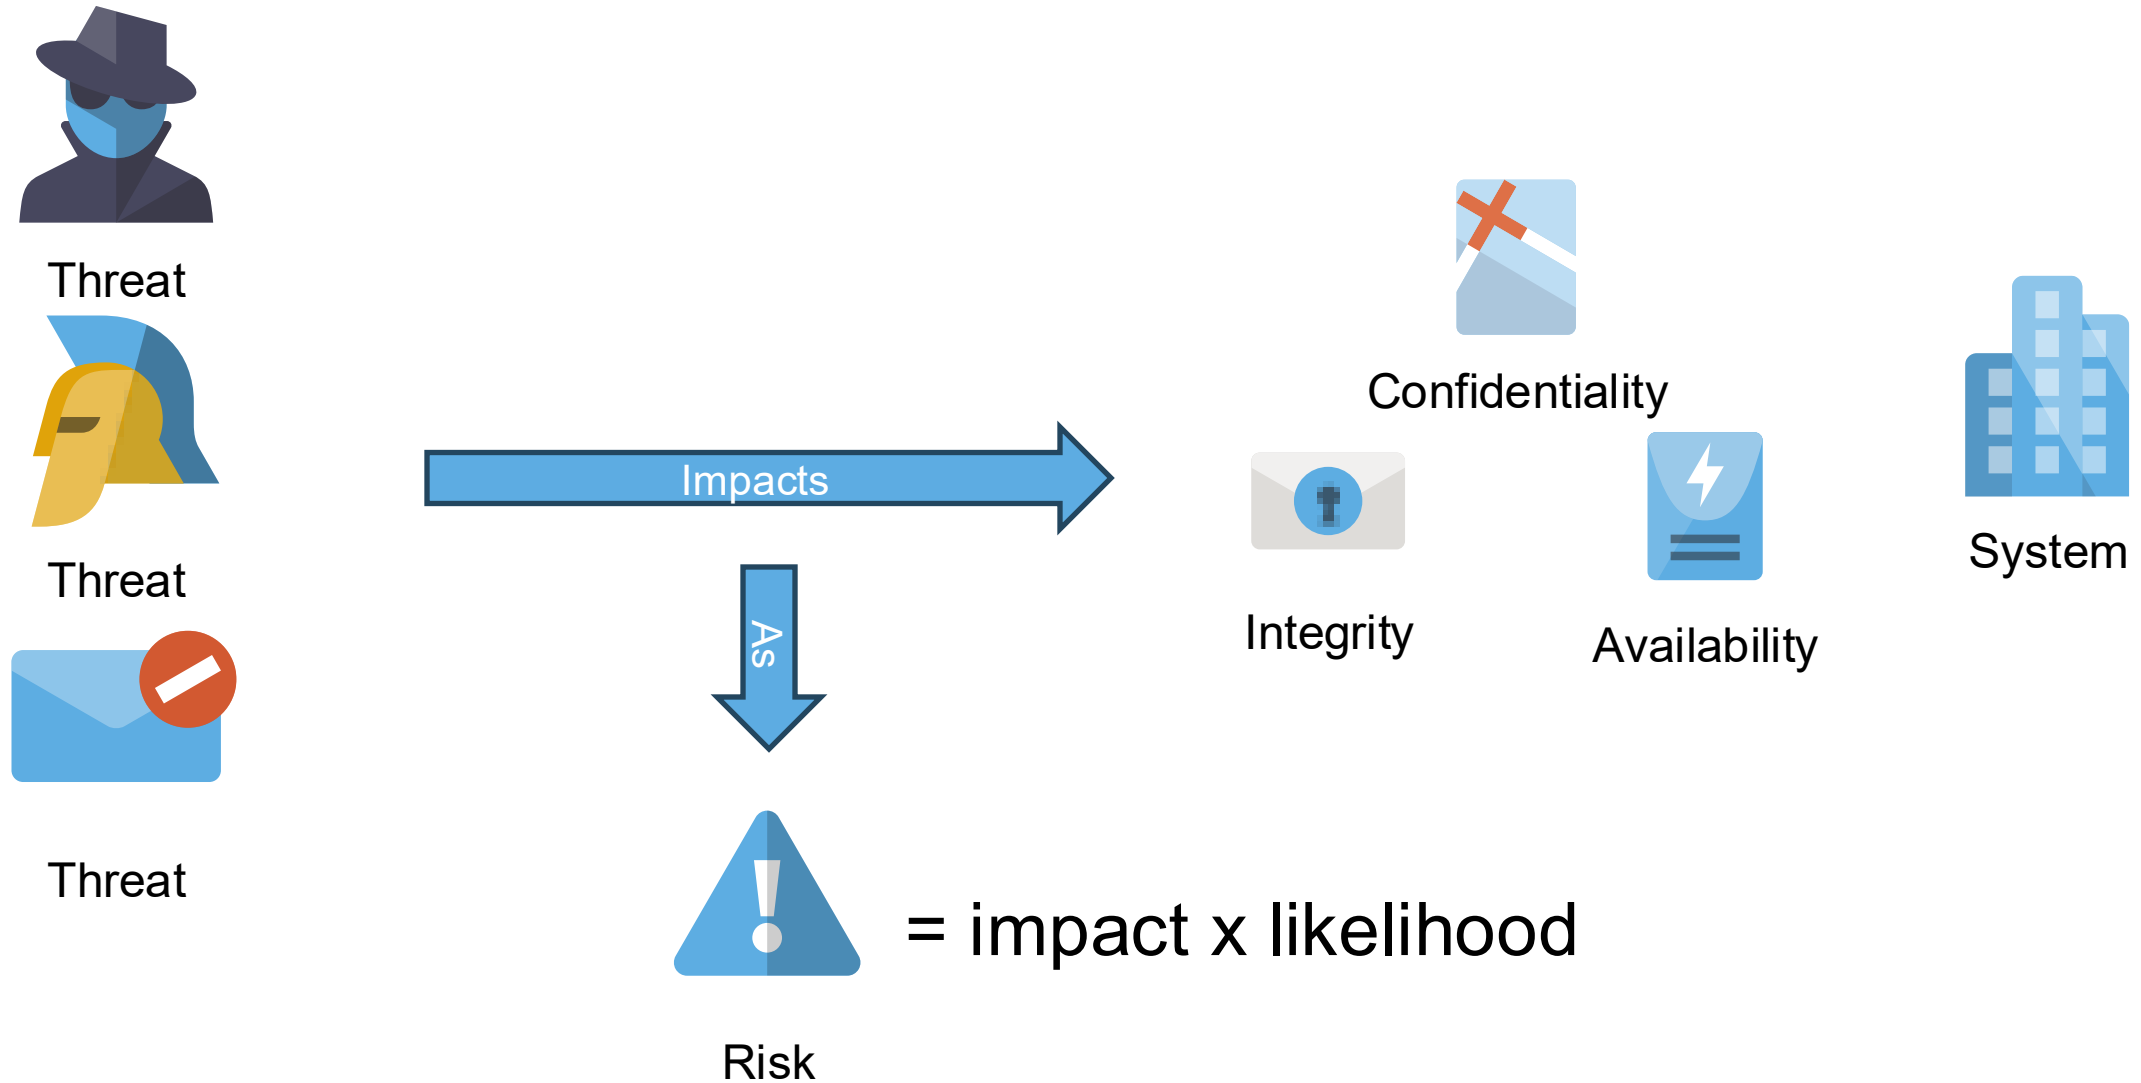 Threat
Threat
Threat
Impacts
As
Confidentiality
Integrity
Availability
System
= impact x likelihood
Risk